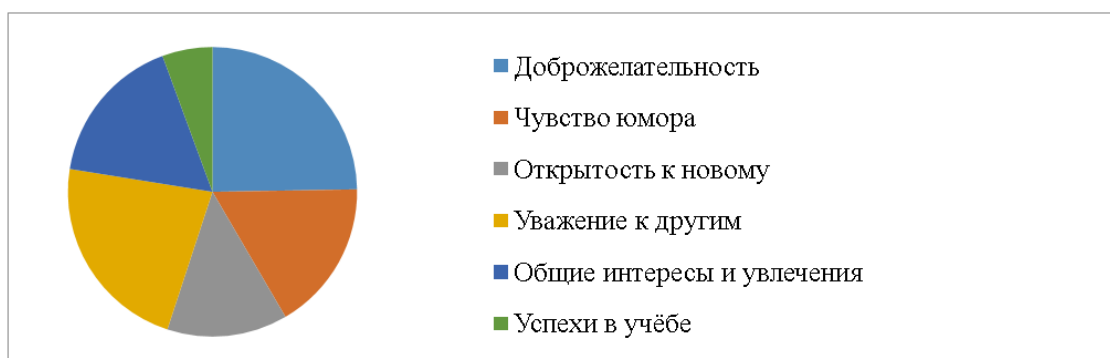 Доброжелательность
Чувство юмора
Открытость к новому
Уважение к другим
Общие интересы и увлечения
Успехи в учёбе